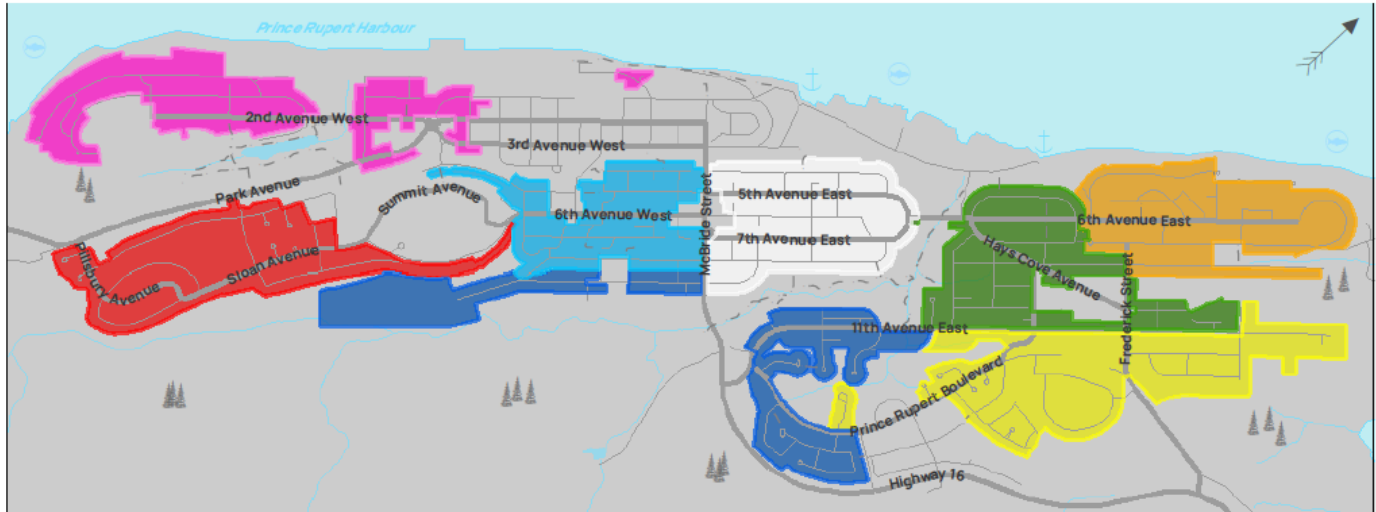 Prince Rupert Harbour
2nd Avenue West
3rd Avenue West
Park Avenue
Summit Avenue
5th Avenue East
6th Avenue West
6th Avenue East
McBride Street
7th Avenue East
Sloan Avenue
Pillsbury Avenue
Hays Cove Avenue
Frederick Street
11th Avenue East
Prince Rupert Boulevard
Highway 16